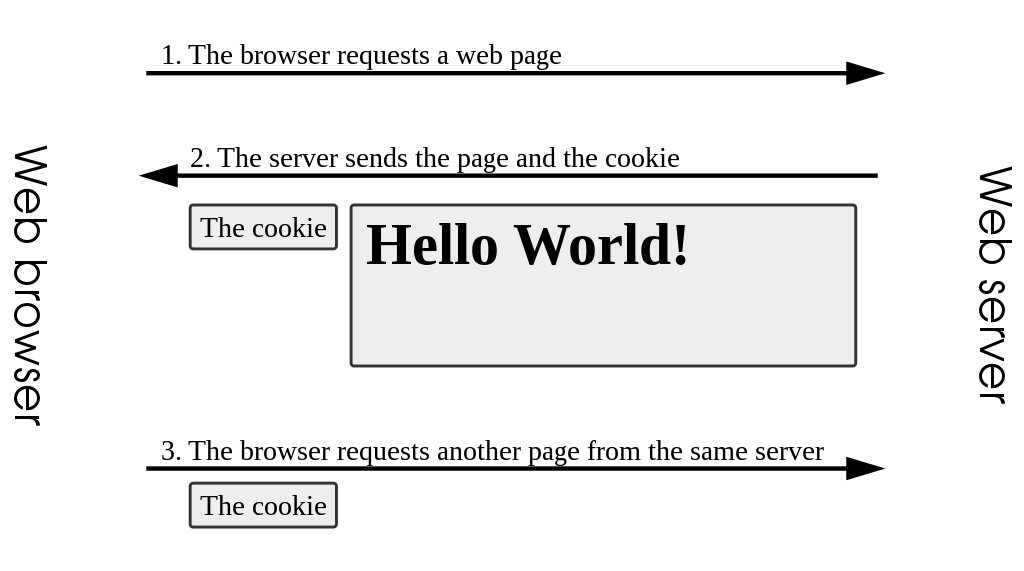 1. The browser requests a web page
2. The server sends the page and the cookie
The cookie
Hello World!
3. The browser requests another page from the same server
The cookie
Web browser
Web server